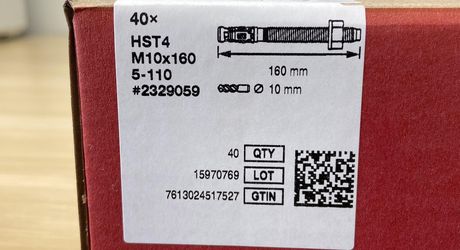 40×
HST4
M10x160
5-110
#2329059
160 mm
Ø 10 mm
40 QTY
15970769 LOT
7613024517527 GTIN